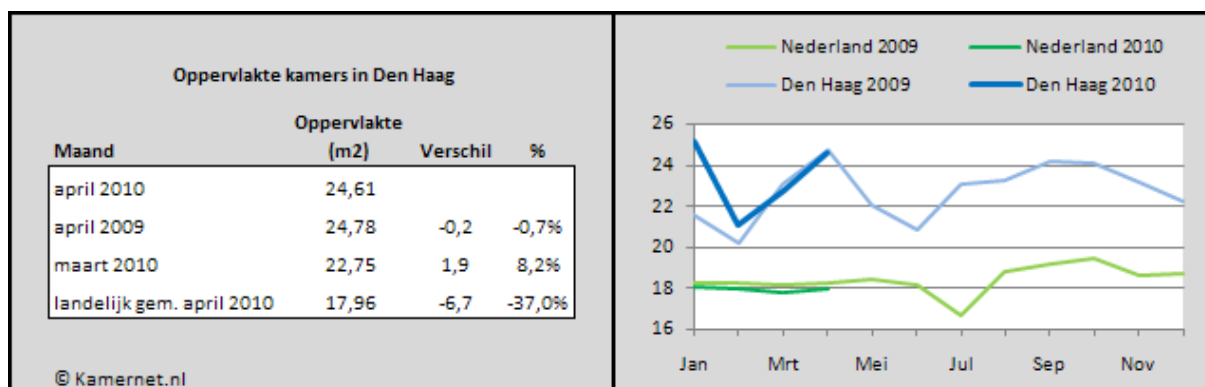 Oppervlakte kamers in Den Haag
Oppervlakte
Maand (m2) Verschil %
april 2010 24,61
april 2009 24,78 -0,2 -0,7%
maart 2010 22,75 1,9 8,2%
landelijk gem. april 2010 17,96 -6,7 -37,0%
© Kamernet.nl
Nederland 2009 Nederland 2010
Den Haag 2009 Den Haag 2010
26
24
22
20
18
16
Jan Mrt Mei Jul Sep Nov